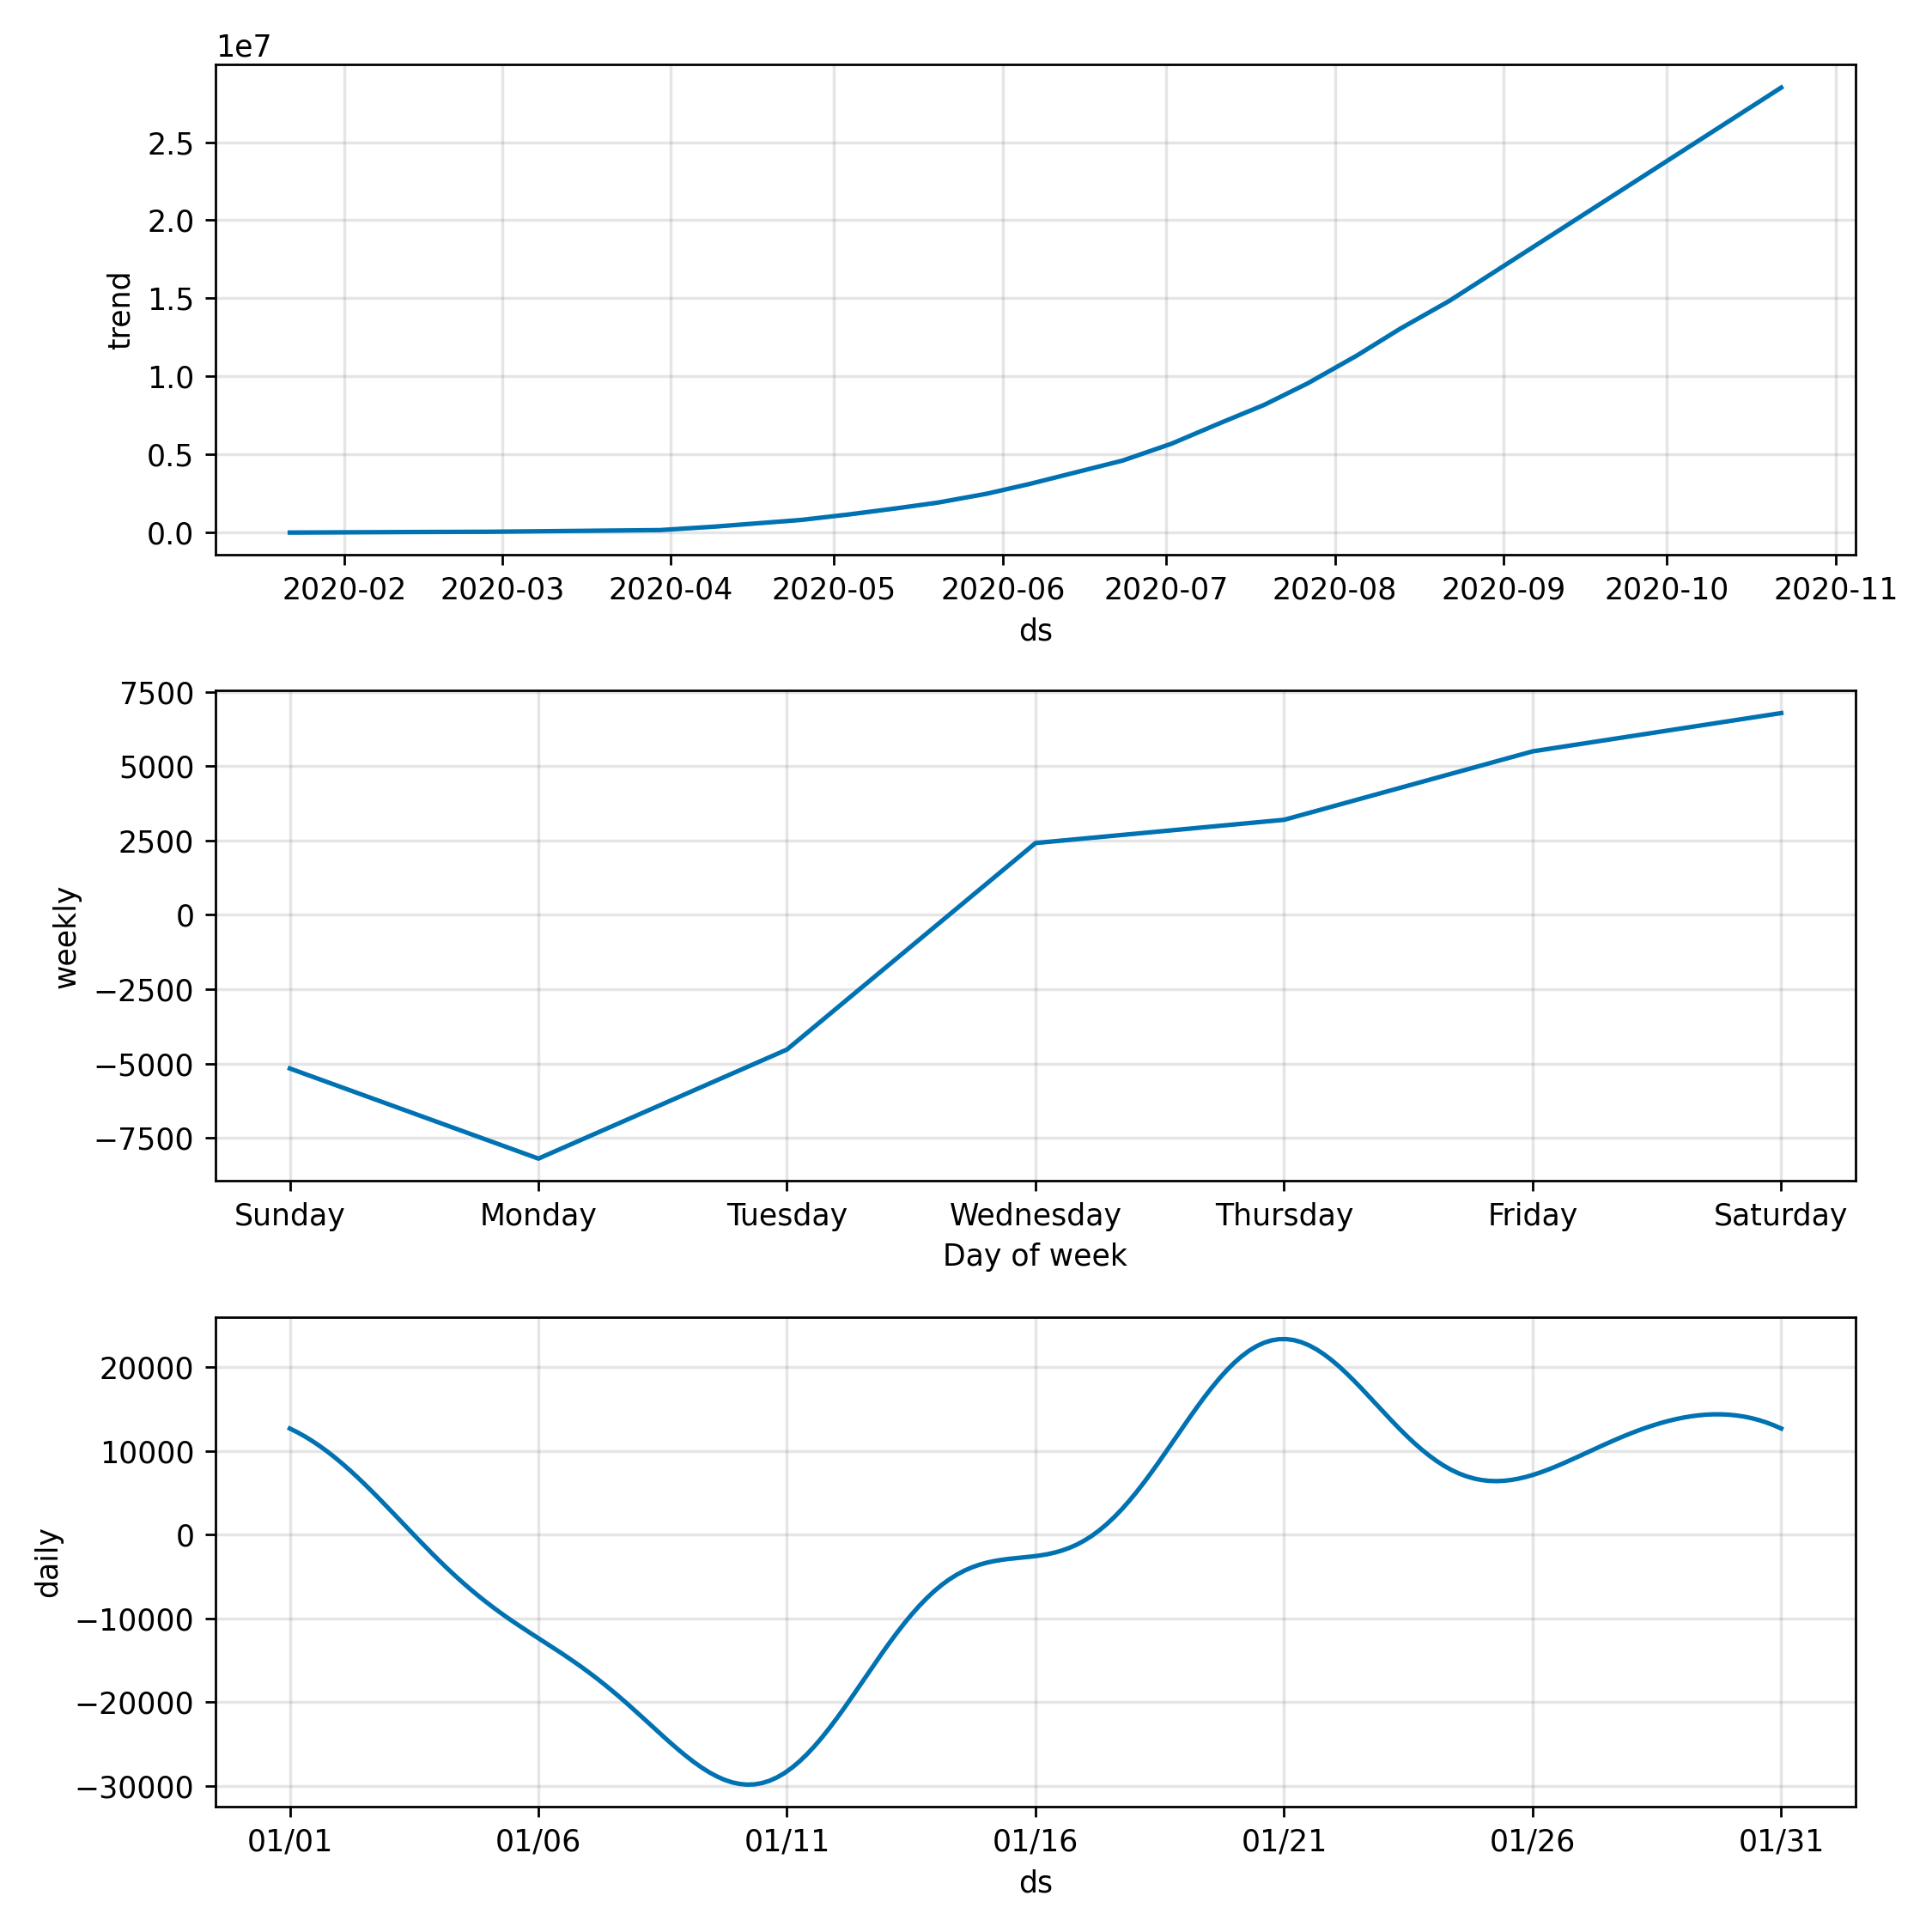 1e7
2.5
2.0
1.5
1.0
0.5
0.0
trend
2020-02 2020-03 2020-04 2020-05 2020-06 2020-07 2020-08 2020-09 2020-10 2020-11
ds
7500
5000
2500
0
−2500
−5000
−7500
weekly
Sunday Monday Tuesday Wednesday Thursday Friday Saturday
Day of week
20000
10000
0
−10000
−20000
−30000
daily
01/01 01/06 01/11 01/16 01/21 01/26 01/31
ds